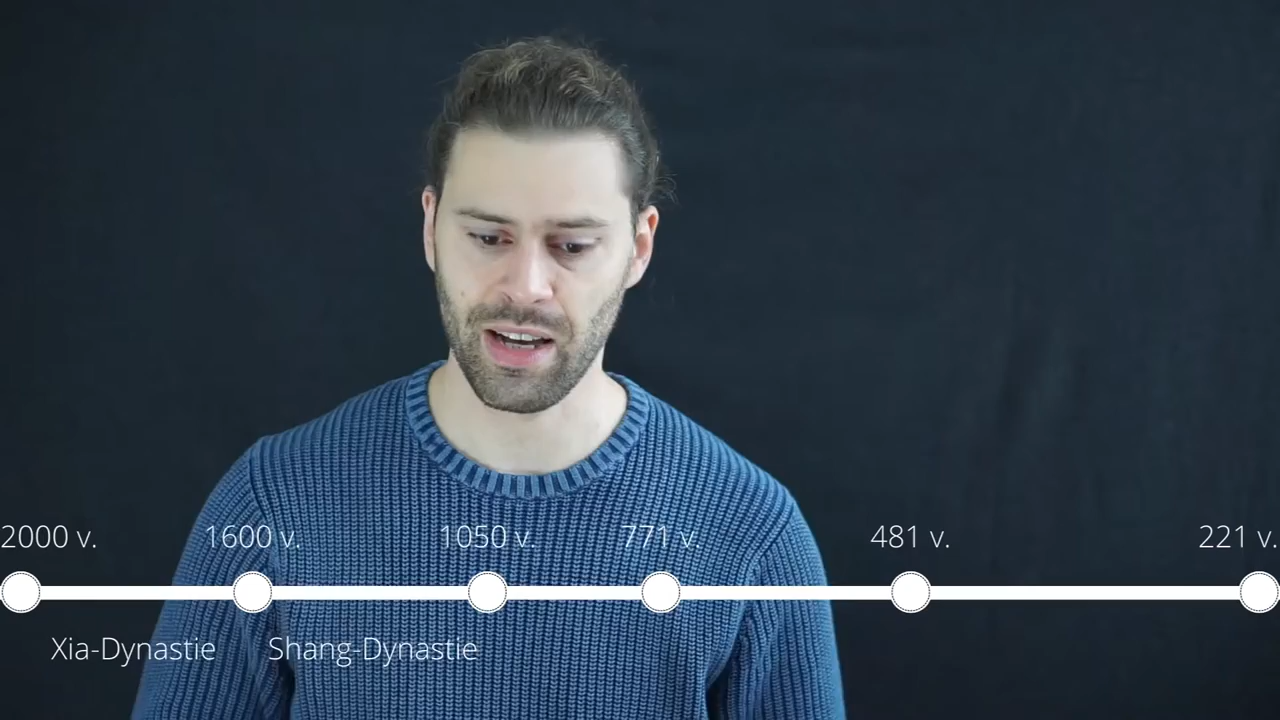 2000 v. 1600 v. 1050 v. 771 v. 481 v. 221 v.
Xia-Dynastie Shang-Dynastie